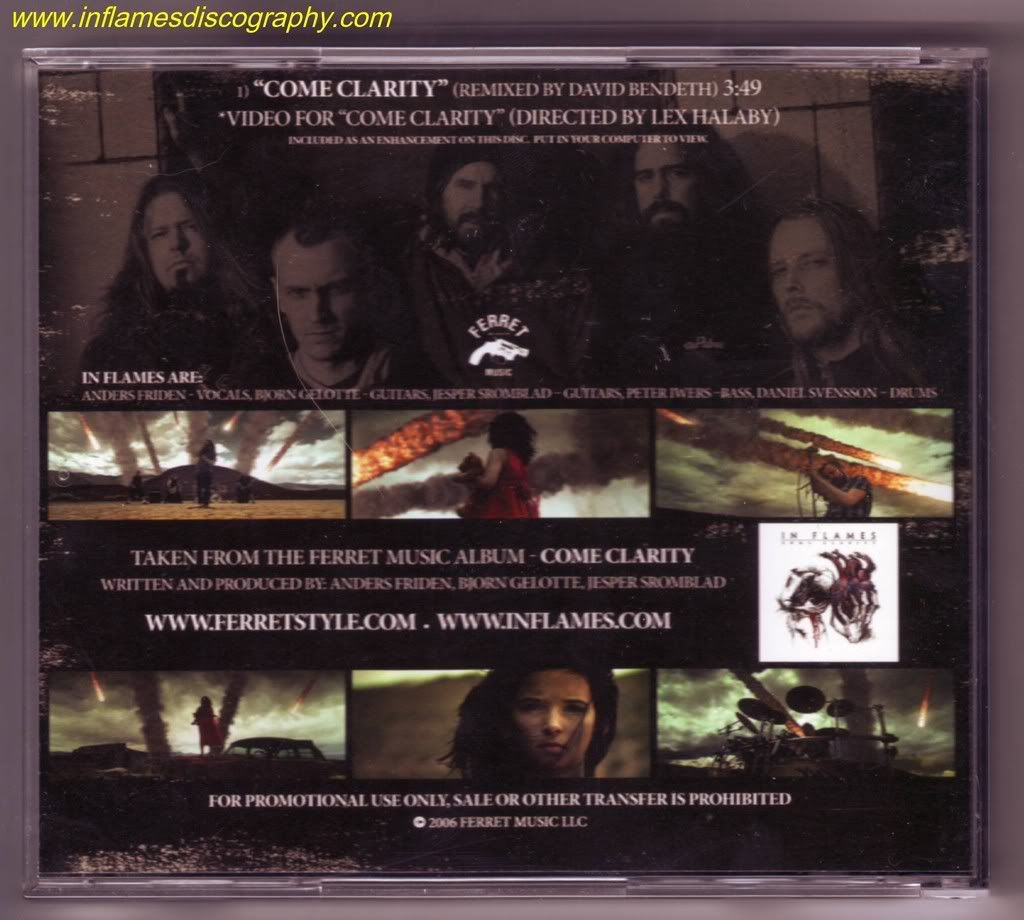 www.inflamesdiscography.com
1) “COME CLARITY” (REMIXED BY DAVID BENDETH) 3:49
*VIDEO FOR “COME CLARITY” (DIRECTED BY LEX HALABY)
INCLUDED AS AN ENHANCEMENT ON THIS DISC. PUT IN YOUR COMPUTER TO VIEW.
FERRET
MUSIC
IN FLAMES ARE:
ANDERS FRIDEN - VOCALS, BJORN GELOTTE - GUITARS, JESPER SROMBLAD - GUITARS, PETER IWERS -BASS, DANIEL SVENSSON - DRUMS
IN FLAMES
COME CLARITY
TAKEN FROM THE FERRET MUSIC ALBUM - COME CLARITY
WRITTEN AND PRODUCED BY: ANDERS FRIDEN, BJORN GELOTTE, JESPER SROMBLAD
WWW.FERRETSTYLE.COM . WWW.INFLAMES.COM
FOR PROMOTIONAL USE ONLY, SALE OR OTHER TRANSFER IS PROHIBITED
2006 FERRET MUSIC LLC